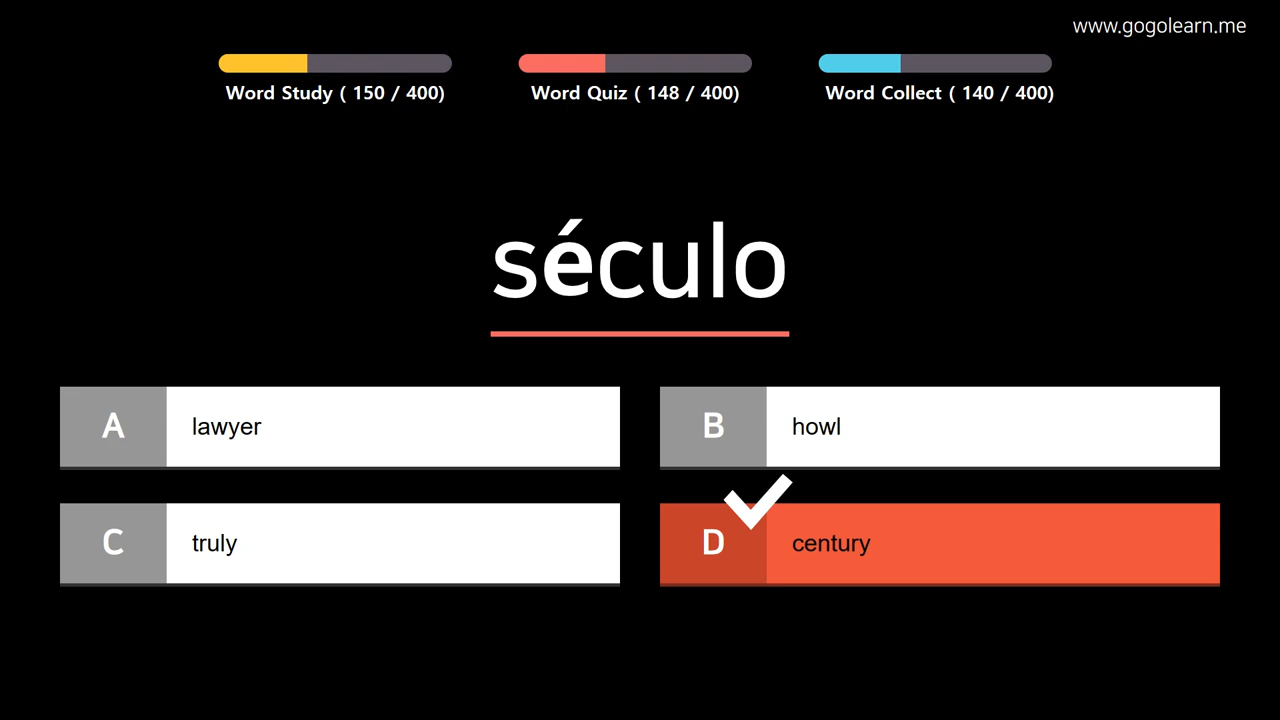 www.gogolearn.me
Word Study ( 150 / 400)
Word Quiz ( 148 / 400)
Word Collect ( 140 / 400)
século
A lawyer
B howl
C truly
D century